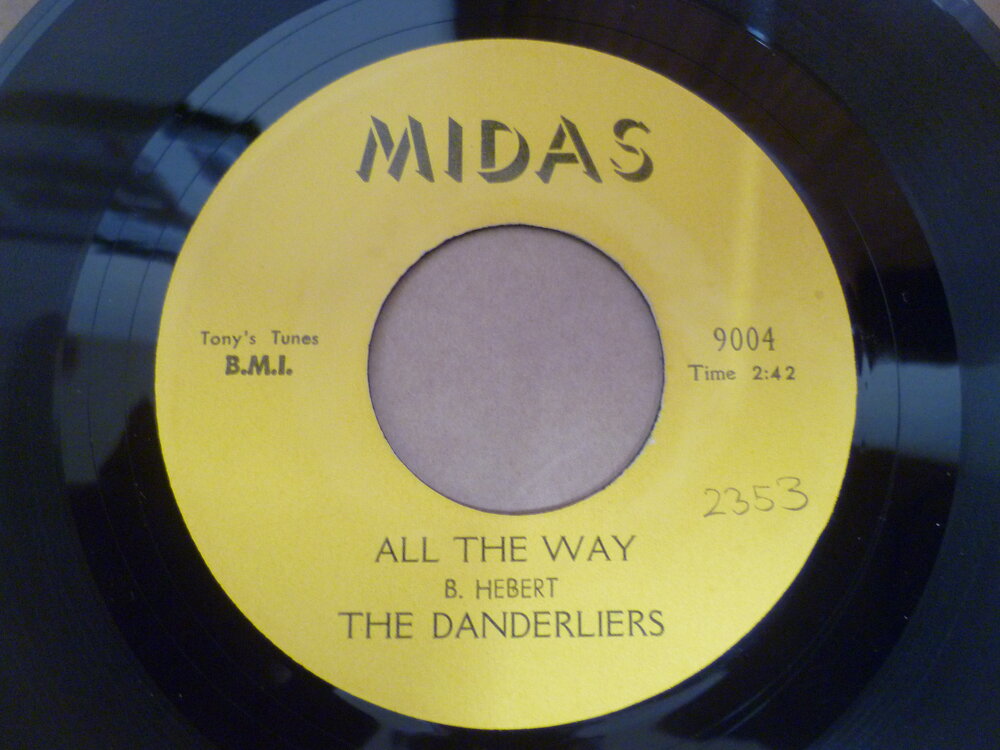 MIDAS
Tony's Tunes
B.M.I.
9004
Time 2:42
2353
ALL THE WAY
B. HEBERT
THE DANDERLIERS